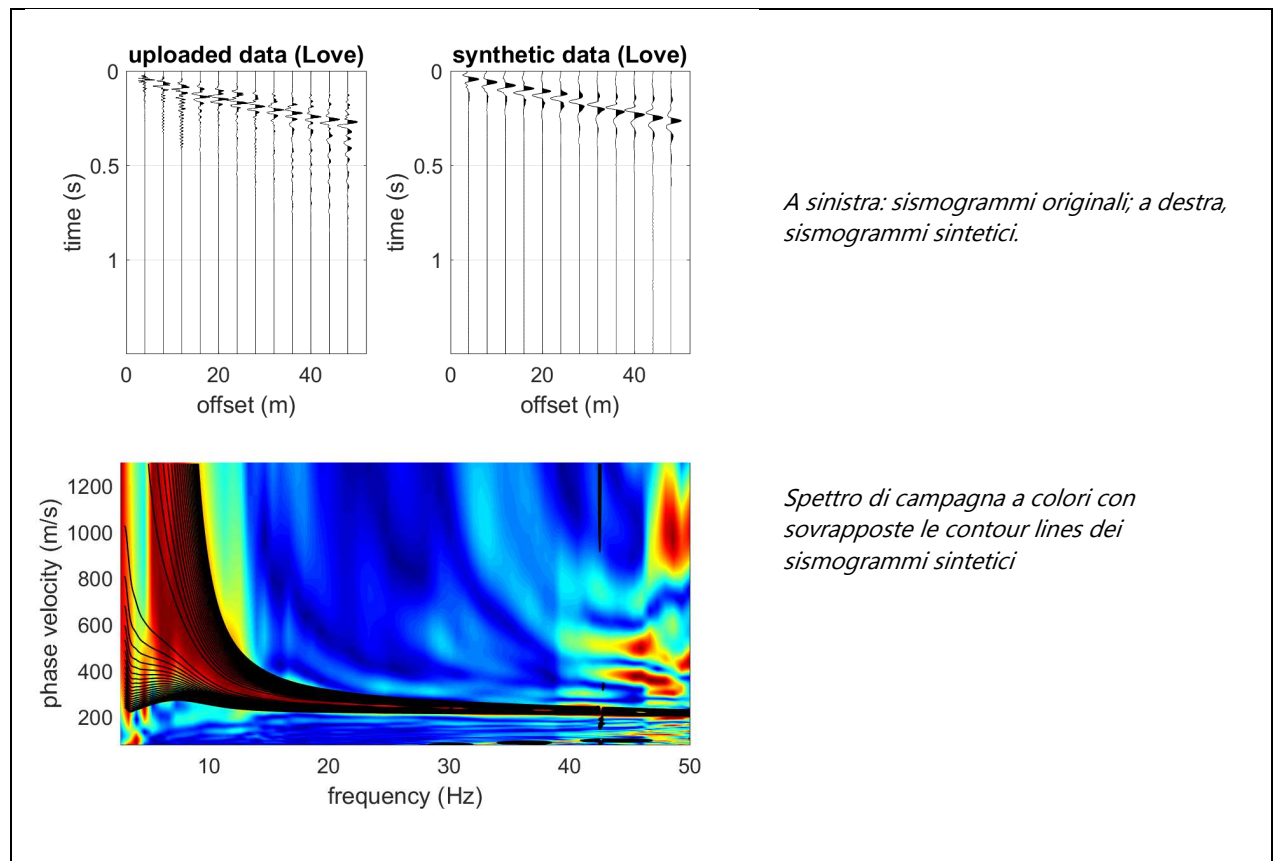 uploaded data (Love)
0
0.5
1
time (s)
0
20
40
offset (m)
synthetic data (Love)
0
0.5
1
time (s)
0
20
40
offset (m)
A sinistra: sismogrammi originali; a destra,
sismogrammi sintetici.
1200
1000
800
600
400
200
phase velocity (m/s)
10
20
30
40
50
frequency (Hz)
Spettro di campagna a colori con
sovrapposte le contour lines dei
sismogrammi sintetici